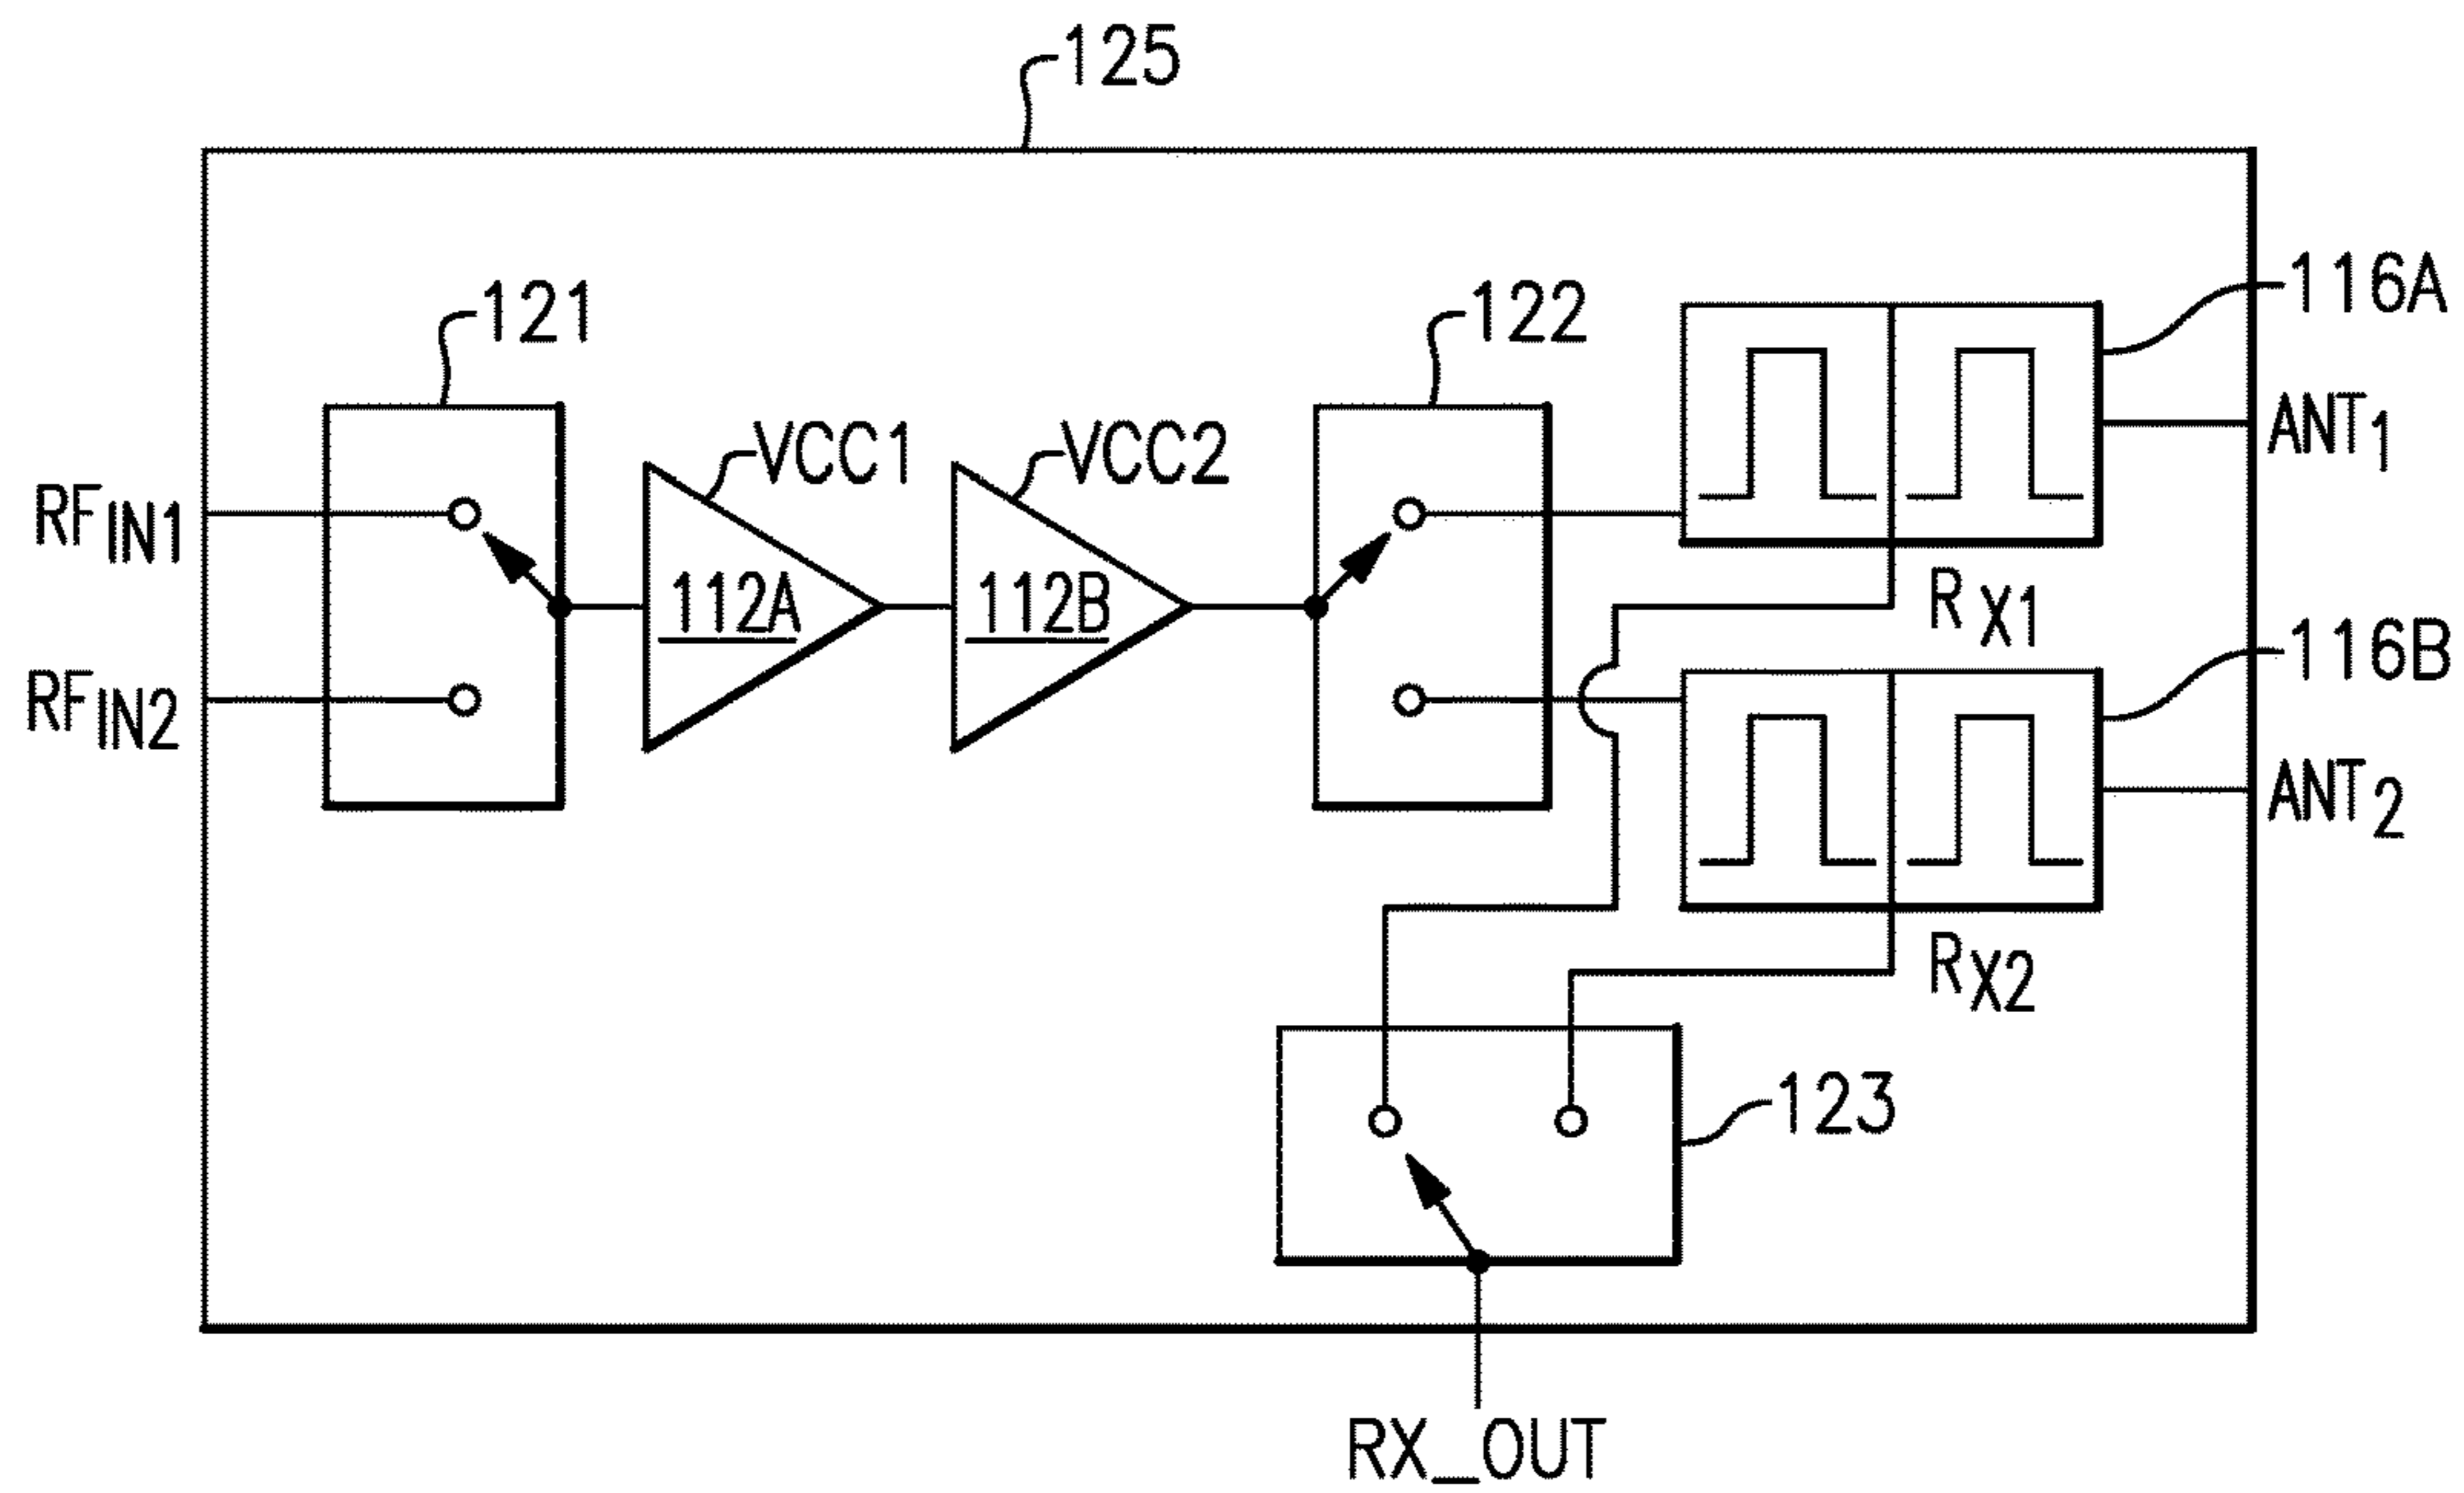 125
121
122
116A
VCC1
VCC2
ANT1
RFIN1
112A
112B
RX1
116B
RFIN2
ANT2
RX2
123
RX_OUT